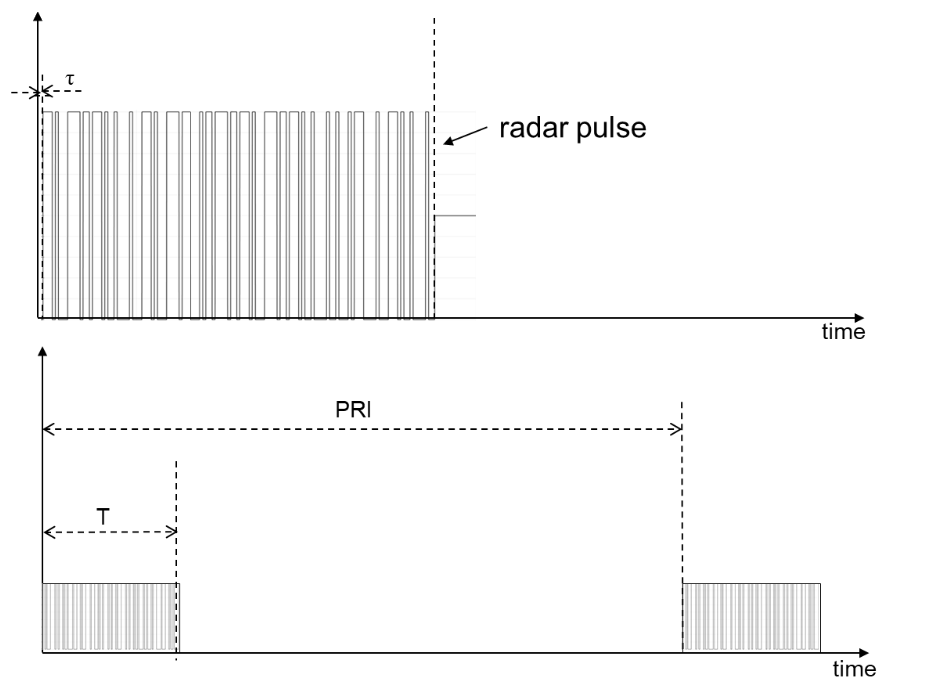 τ
radar pulse
time
PRI
T
time